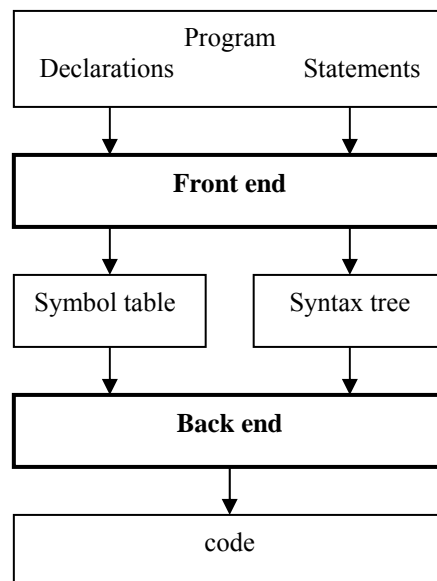 Program
Declarations Statements
Front end
Symbol table Syntax tree
Back end
code